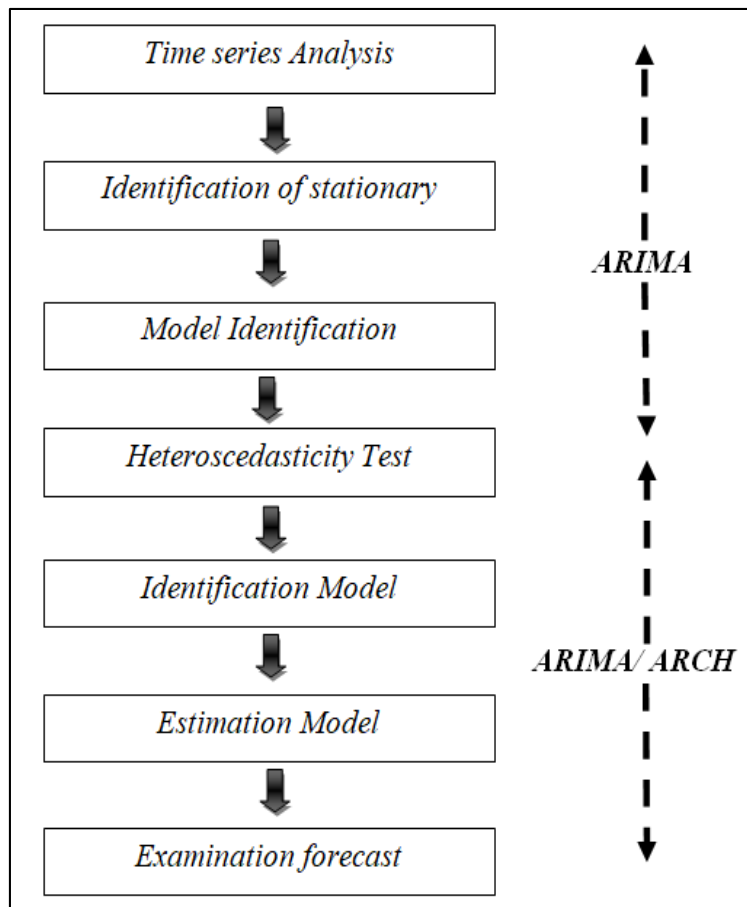 Time series Analysis
Identification of stationary
ARIMA
Model Identification
Heteroscedasticity Test
Identification Model
ARIMA/ ARCH
Estimation Model
Examination forecast